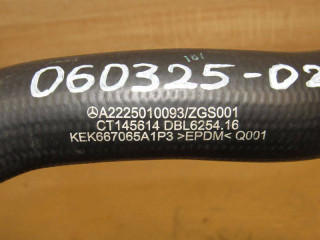 060325-02
A2225010093/ZGS001
CT145614 DBL6254.16
KEK667065A1P3 >EPDM< Q001